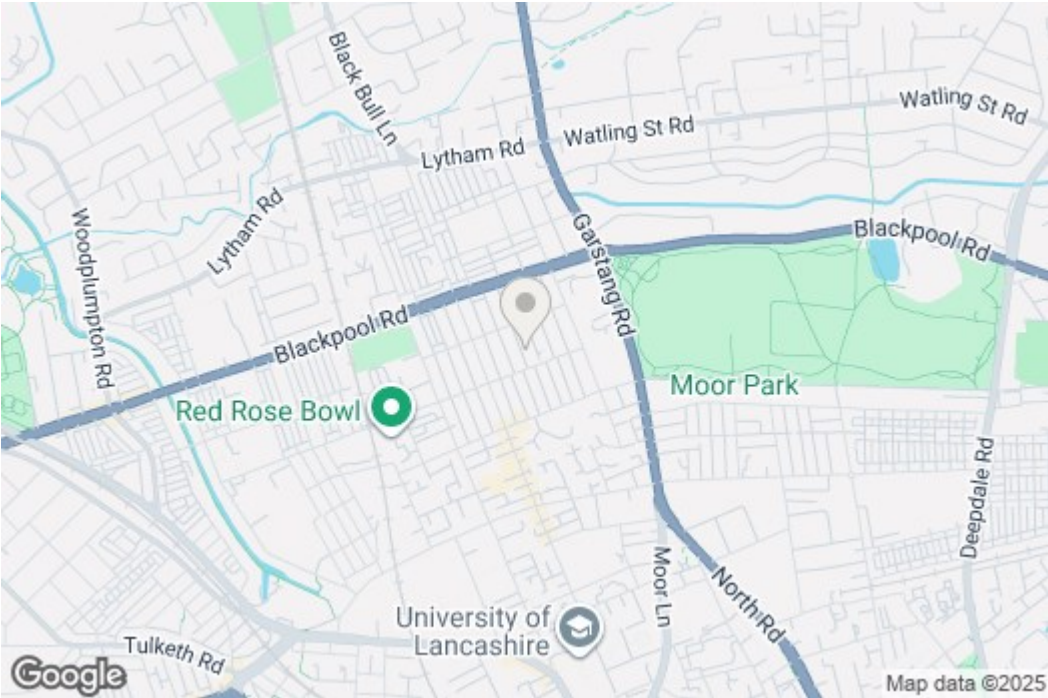 Black Bull Ln
Watling St Rd
Watling St Rd
Lytham Rd
Lytham Rd
Woodplumpton Rd
Garstang Rd
Blackpool Rd
Blackpool Rd
Moor Park
Red Rose Bowl
Deepdale Rd
Moor Ln
North Rd
University of
Lancashire
Tulketh Rd
Google
Map data ©2025